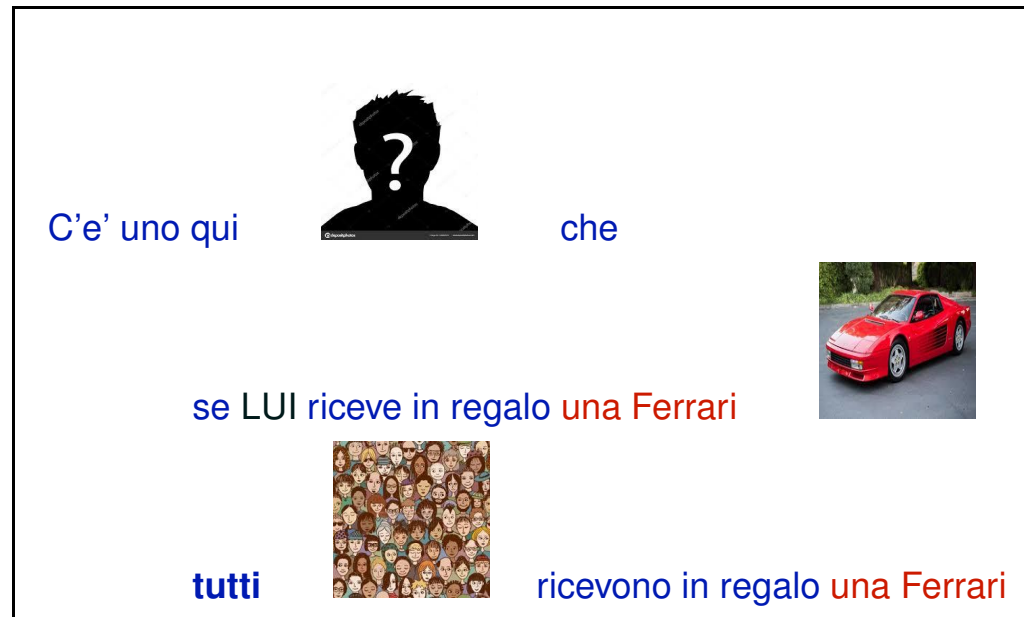 ?
C'e' uno qui che
se LUI riceve in regalo una Ferrari
tutti ricevono in regalo una Ferrari